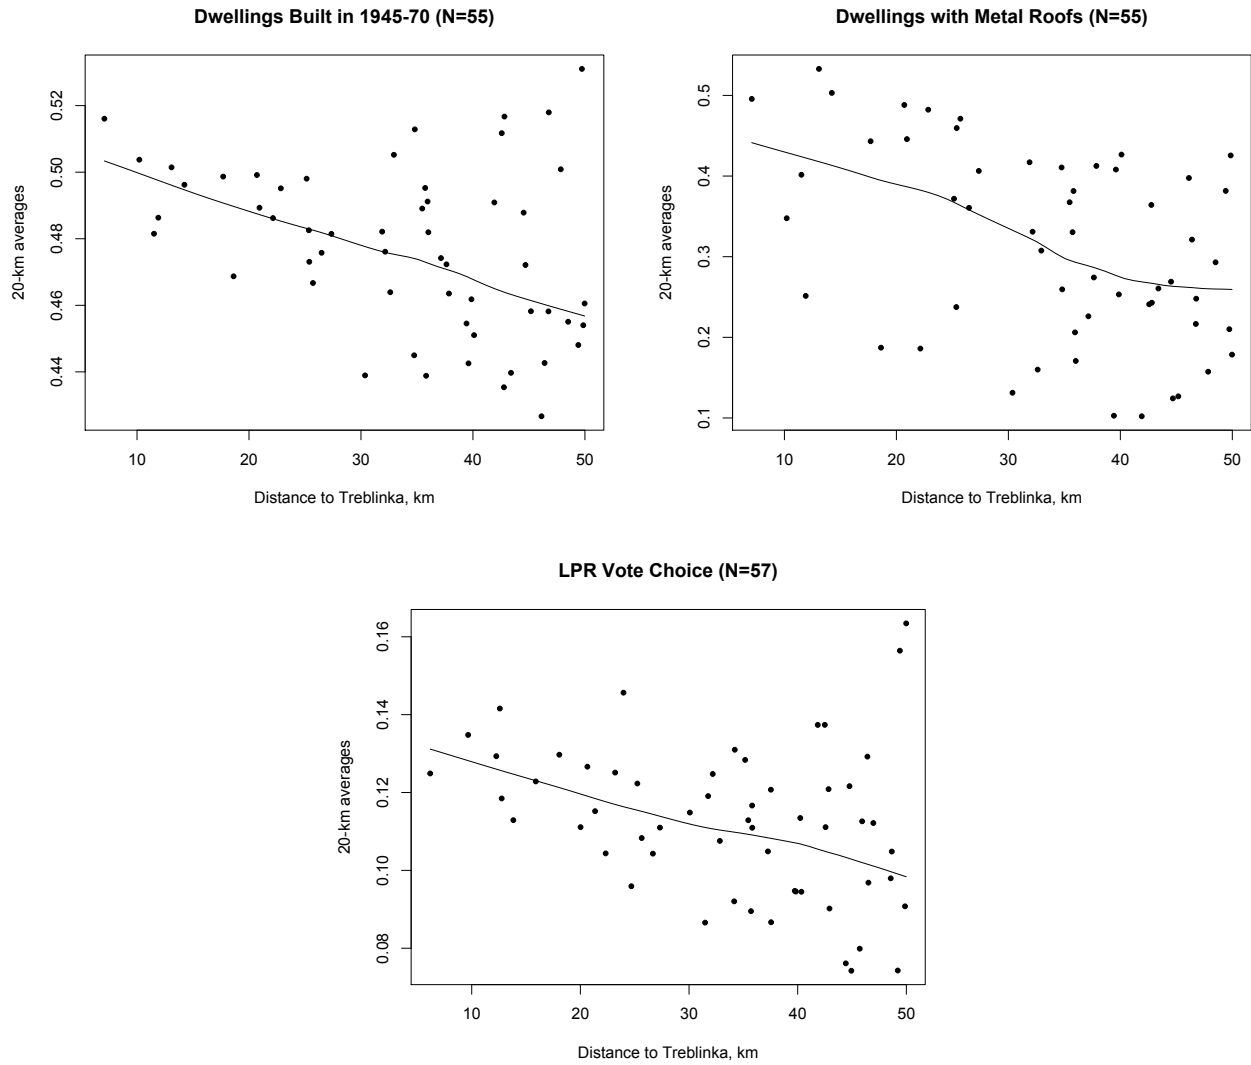 Dwellings Built in 1945-70 (N=55)
20-km averages
0.52
0.50
0.48
0.46
0.44
10 20 30 40 50
Distance to Treblinka, km
Dwellings with Metal Roofs (N=55)
20-km averages
0.5
0.4
0.3
0.2
0.1
10 20 30 40 50
Distance to Treblinka, km
LPR Vote Choice (N=57)
20-km averages
0.16
0.14
0.12
0.10
0.08
10 20 30 40 50
Distance to Treblinka, km